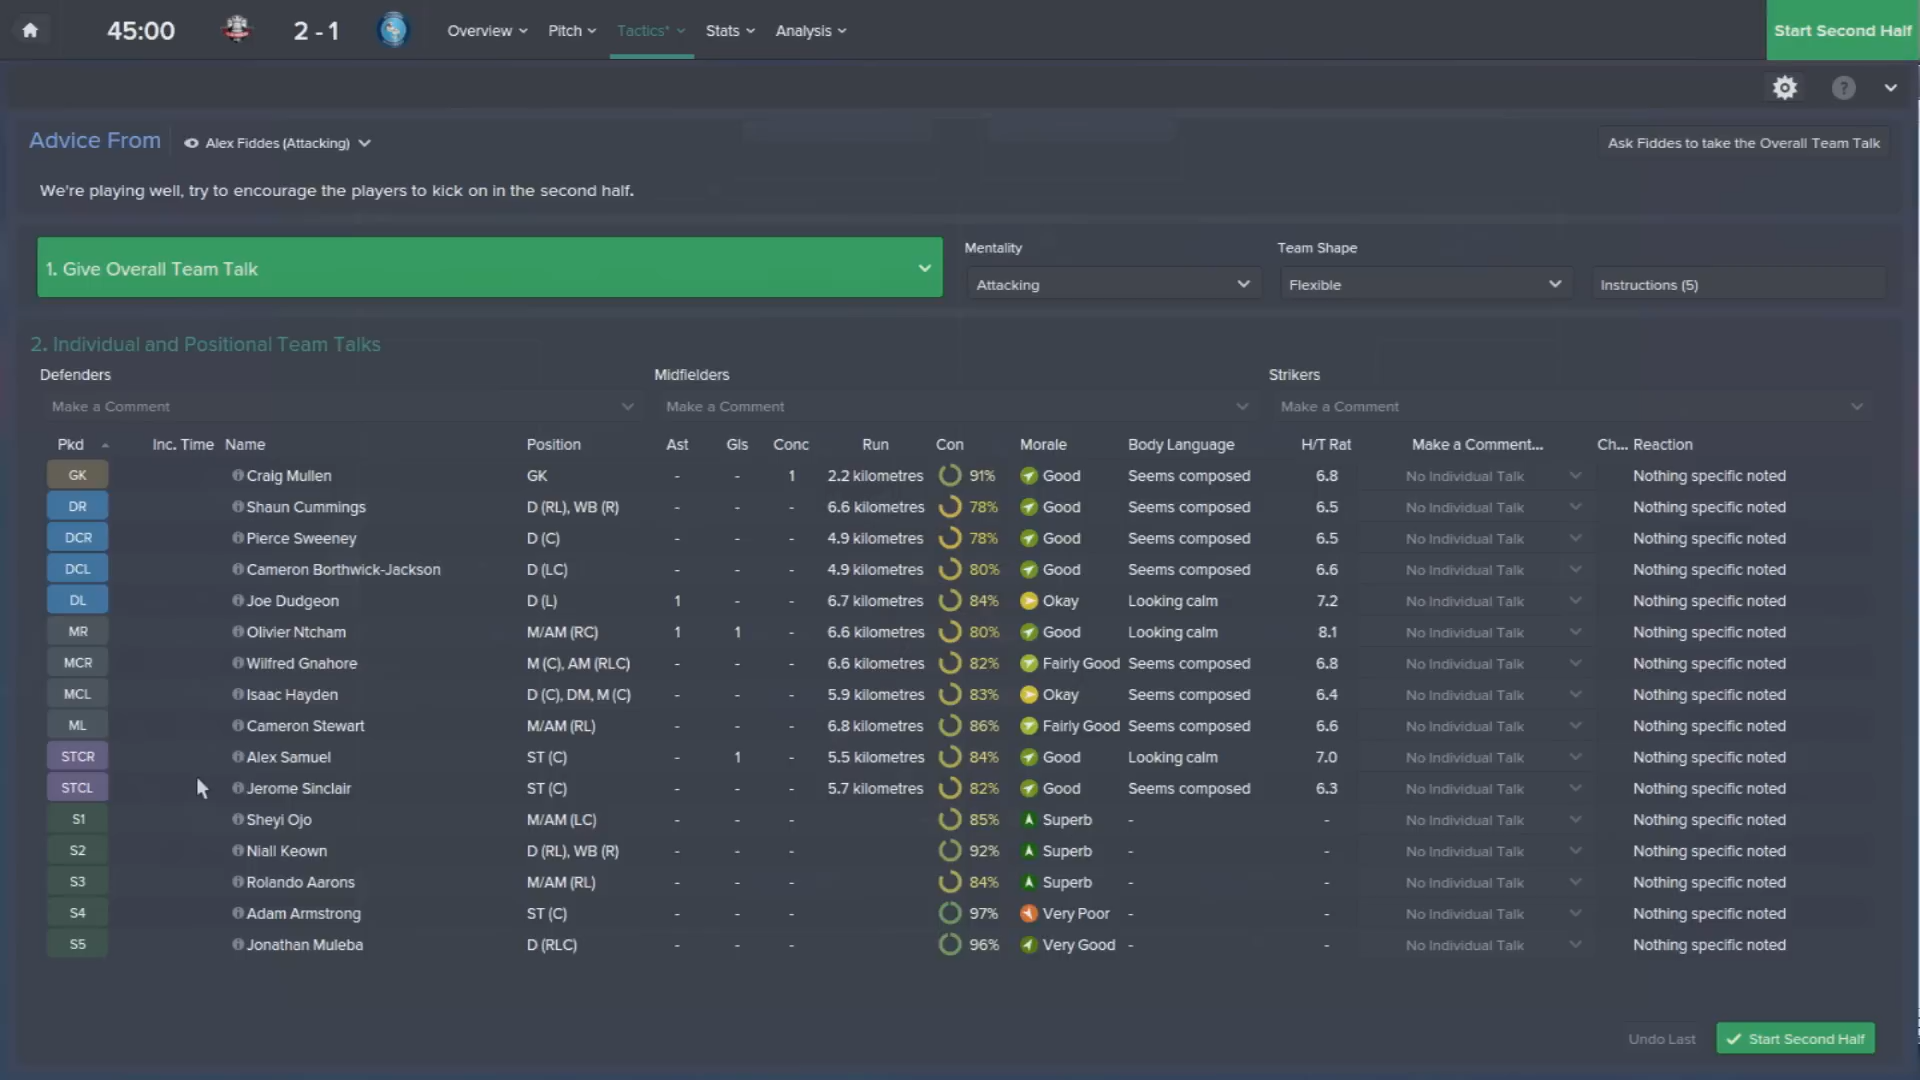 45:00 2 - 1 Overview Pitch Tactics* Stats Analysis Start Second Half
?
Advice From Alex Fiddes (Attacking) Ask Fiddes to take the Overall Team Talk
We're playing well, try to encourage the players to kick on in the second half.
Mentality Team Shape
1. Give Overall Team Talk Attacking Flexible Instructions (5)
2. Individual and Positional Team Talks
Defenders Midfielders Strikers
Make a Comment Make a Comment Make a Comment
Pkd Inc. Time Name Position Ast Gls Conc Run Con Morale Body Language H/T Rat Make a Comment... Ch... Reaction
GK Craig Mullen GK - - 1 2.2 kilometres 91% Good Seems composed 6.8 No Individual Talk Nothing specific noted
DR Shaun Cummings D (RL), WB (R) - - - 6.6 kilometres 78% Good Seems composed 6.5 No Individual Talk Nothing specific noted
DCR Pierce Sweeney D (C) - - - 4.9 kilometres 78% Good Seems composed 6.5 No Individual Talk Nothing specific noted
DCL Cameron Borthwick-Jackson D (LC) - - - 4.9 kilometres 80% Good Seems composed 6.6 No Individual Talk Nothing specific noted
DL Joe Dudgeon D (L) 1 - - 6.7 kilometres 84% Okay Looking calm 7.2 No Individual Talk Nothing specific noted
MR Olivier Ntcham M/AM (RC) 1 1 - 6.6 kilometres 80% Good Looking calm 8.1 No Individual Talk Nothing specific noted
MCR Wilfred Gnahore M (C), AM (RLC) - - - 6.6 kilometres 82% Fairly Good Seems composed 6.8 No Individual Talk Nothing specific noted
MCL Isaac Hayden D (C), DM, M (C) - - - 5.9 kilometres 83% Okay Seems composed 6.4 No Individual Talk Nothing specific noted
ML Cameron Stewart M/AM (RL) - - - 6.8 kilometres 86% Fairly Good Seems composed 6.6 No Individual Talk Nothing specific noted
STCR Alex Samuel ST (C) - 1 - 5.5 kilometres 84% Good Looking calm 7.0 No Individual Talk Nothing specific noted
STCL Jerome Sinclair ST (C) - - - 5.7 kilometres 82% Good Seems composed 6.3 No Individual Talk Nothing specific noted
S1 Sheyi Ojo M/AM (LC) - - - 85% Superb - - No Individual Talk Nothing specific noted
S2 Niall Keown D (RL), WB (R) - - - 92% Superb - - No Individual Talk Nothing specific noted
S3 Rolando Aarons M/AM (RL) - - - 84% Superb - - No Individual Talk Nothing specific noted
S4 Adam Armstrong ST (C) - - - 97% Very Poor - - No Individual Talk Nothing specific noted
S5 Jonathan Muleba D (RLC) - - - 96% Very Good - - No Individual Talk Nothing specific noted
Undo Last Start Second Half